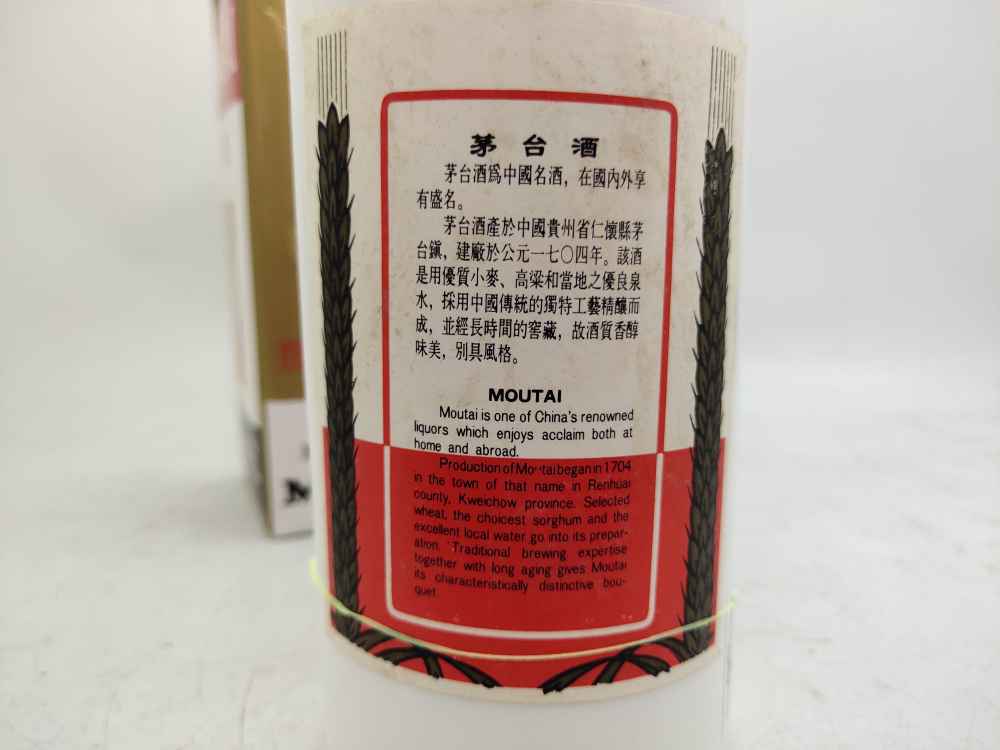 茅台酒
茅台酒爲中國名酒，在國內外享
有盛名。
茅台酒產於中國貴州省仁懷縣茅
台鎭，建廠於公元一七〇四年。該酒
是用優質小麥、高粱和當地之優良泉
水，採用中國傳統的獨特工藝精釀而
成，並經長時間的窖藏，故酒質香醇
味美，別具風格。
MOUTAI
Moutai is one of China's renowned
liquors which enjoys acclaim both at
home and abroad.
Production of Moutai began in 1704
in the town of that name in Renhuai
county, Kweichow province. Selected
wheat, the choicest sorghum and the
excellent local water go into its prepar-
ation. Traditional brewing expertise
together with long aging gives Moutai
its characteristically distinctive bou-
quet.